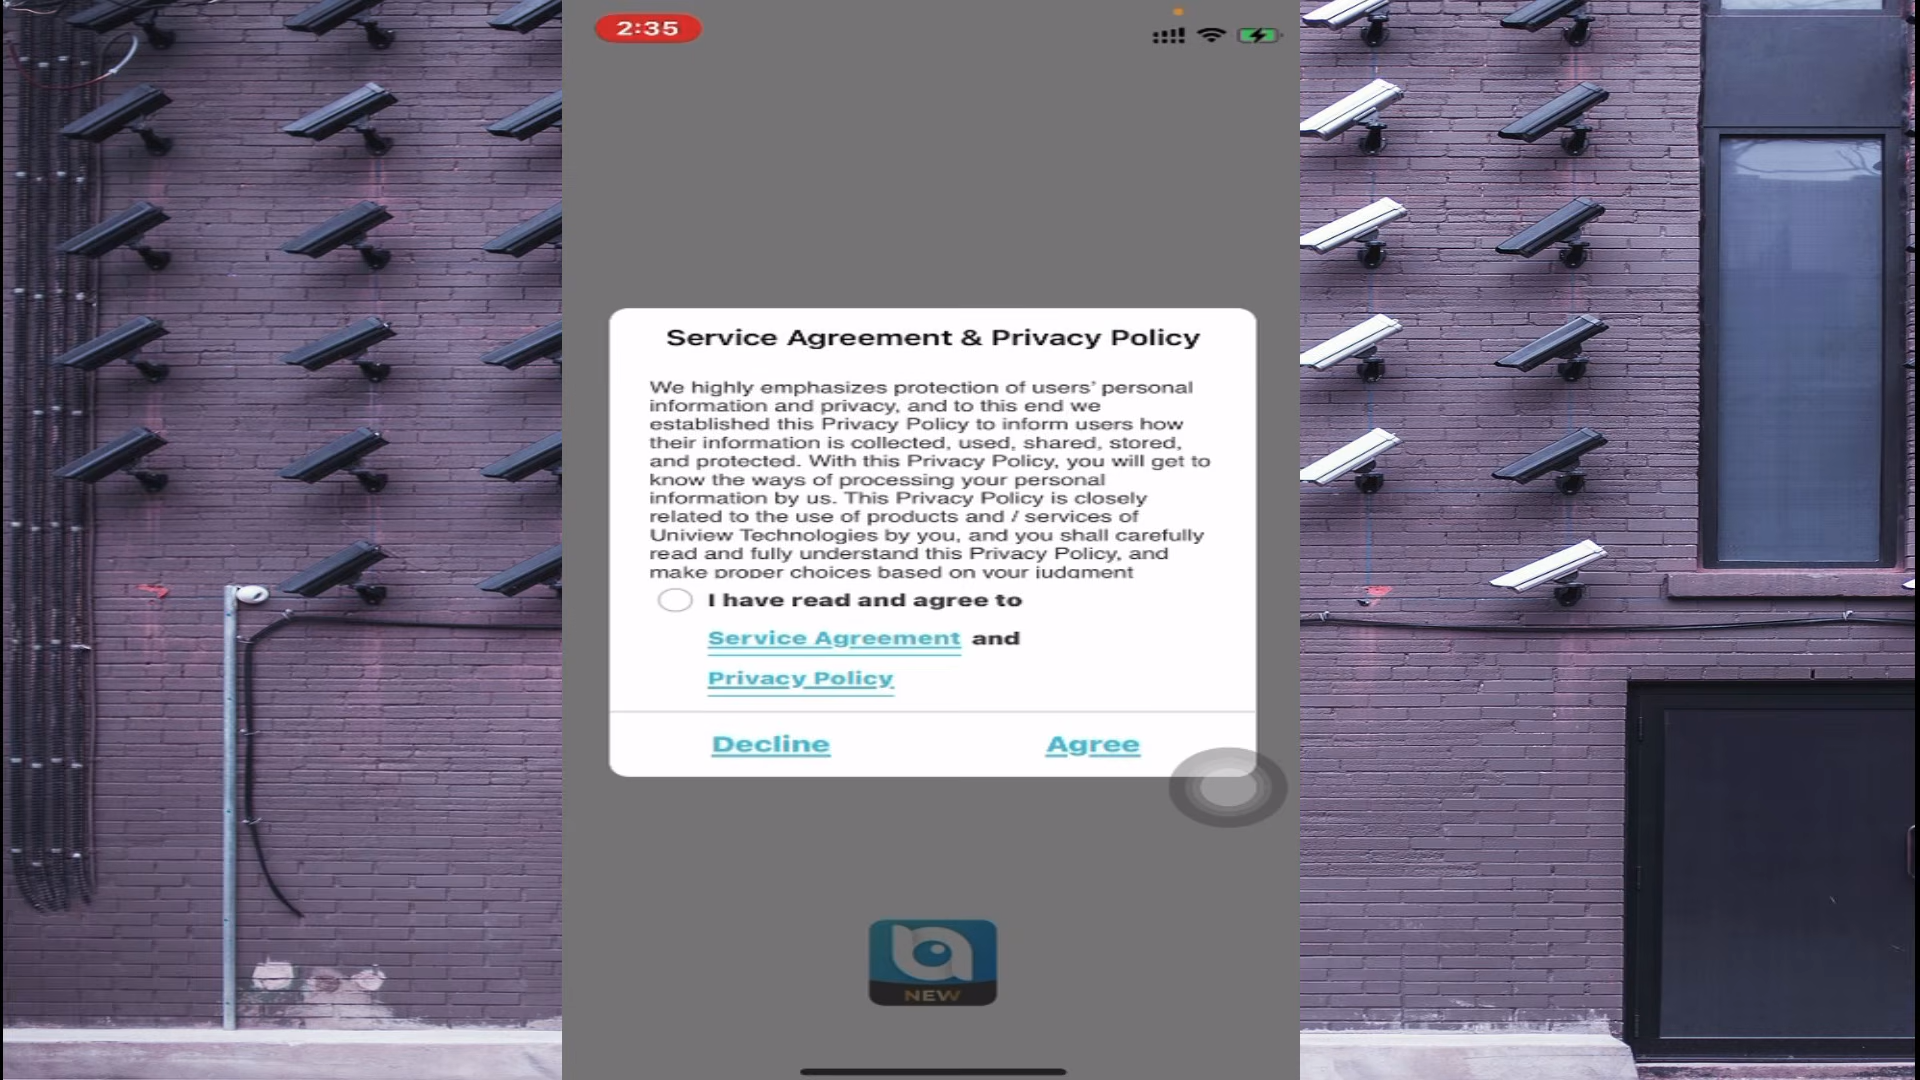 2:35
Service Agreement & Privacy Policy
We highly emphasizes protection of users' personal
information and privacy, and to this end we
established this Privacy Policy to inform users how
their information is collected, used, shared, stored,
and protected. With this Privacy Policy, you will get to
know the ways of processing your personal
information by us. This Privacy Policy is closely
related to the use of products and / services of
Uniview Technologies by you, and you shall carefully
read and fully understand this Privacy Policy, and
make proper choices based on your judgment
I have read and agree to
Service Agreement and
Privacy Policy
Decline Agree
NEW